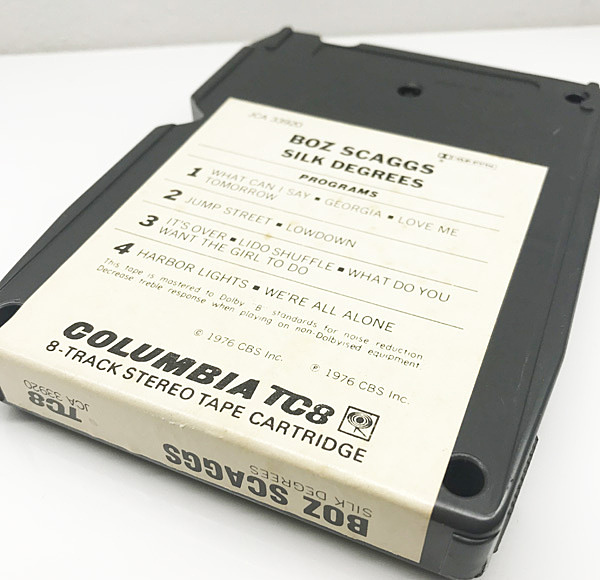 JCA 33920
DOLBY SYSTEM
BOZ SCAGGS
SILK DEGREES
PROGRAMS
1 WHAT CAN I SAY ▪ GEORGIA ▪ LOVE ME
TOMORROW
2 JUMP STREET ▪ LOWDOWN
3 IT'S OVER ▪ LIDO SHUFFLE ▪ WHAT DO YOU
WANT THE GIRL TO DO
4 HARBOR LIGHTS ▪ WE'RE ALL ALONE
This tape is mastered to Dolby B standards for noise reduction
Decrease treble response when playing on non-Dolbyised equipment
© 1976 CBS Inc. ℗ 1976 CBS Inc.
COLUMBIA TC8
8-TRACK STEREO TAPE CARTRIDGE
BOZ SCAGGS
SILK DEGREES
TC8
JCA 33920